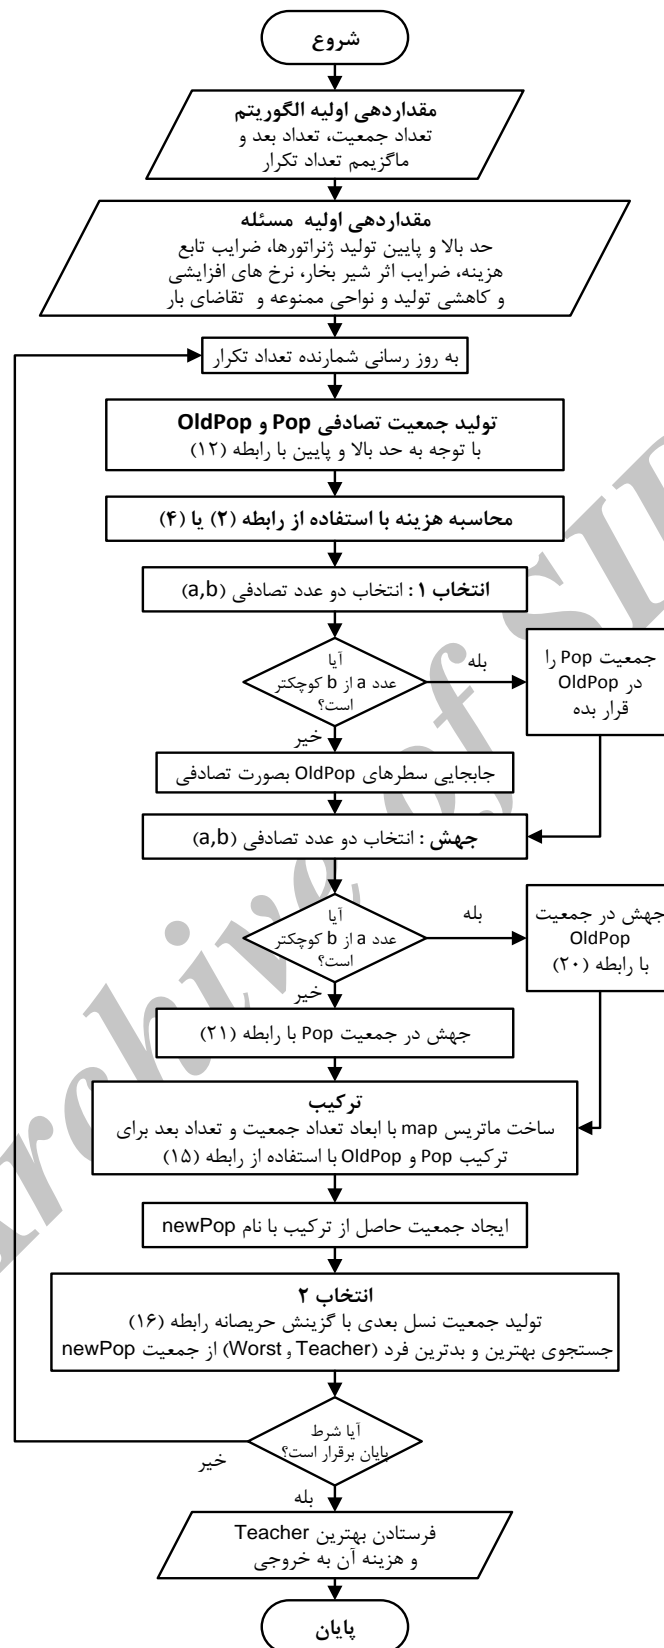 شروع
مقداردهی اولیه الگوریتم
تعداد جمعیت، تعداد بعد و
ماگزیمم تعداد تکرار
مقداردهی اولیه مسئله
حد بالا و پایین تولید ژنراتورها، ضرایب تابع
هزینه، ضرایب اثر شیر بخار، نرخ های افزایشی
و کاهشی تولید و نواحی ممنوعه و تقاضای بار
به روز رسانی شمارنده تعداد تکرار
تولید جمعیت تصادفی Pop و OldPop
با توجه به حد بالا و پایین با رابطه (۱۲)
محاسبه هزینه با استفاده از رابطه (۲) یا (۴)
انتخاب ۱ : انتخاب دو عدد تصادفی (a,b)
آیا
عدد a از b کوچکتر
است؟
بله
جمعیت Pop را
در OldPop
قرار بده
خیر
جابجایی سطرهای OldPop بصورت تصادفی
جهش : انتخاب دو عدد تصادفی (a,b)
آیا
عدد a از b کوچکتر
است؟
بله
جهش در جمعیت
OldPop
با رابطه (۲۰)
خیر
جهش در جمعیت Pop با رابطه (۲۱)
ترکیب
ساخت ماتریس map با ابعاد تعداد جمعیت و تعداد بعد برای
ترکیب Pop و OldPop با استفاده از رابطه (۱۵)
ایجاد جمعیت حاصل از ترکیب با نام newPop
انتخاب ۲
تولید جمعیت نسل بعدی با گزینش حریصانه رابطه (۱۶)
جستجوی بهترین و بدترین فرد (Teacher و Worst) از جمعیت newPop
آیا شرط
پایان برقرار است؟
خیر
بله
فرستادن بهترین Teacher
و هزینه آن به خروجی
پایان
Archive of SID